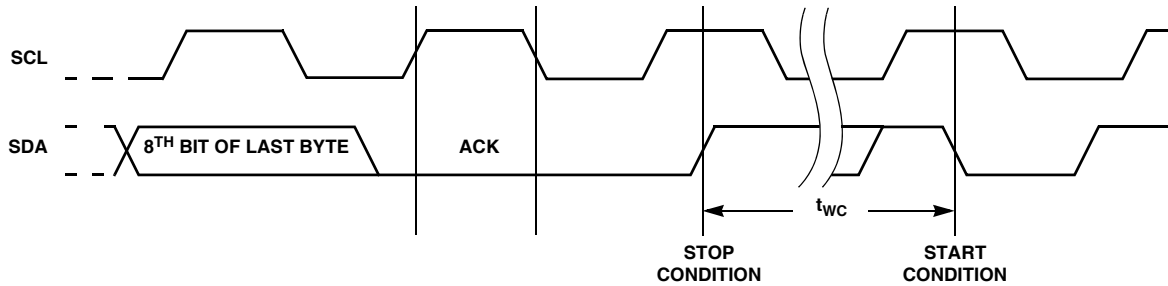 SCL
SDA
8TH BIT OF LAST BYTE
ACK
tWC
STOP
CONDITION
START
CONDITION